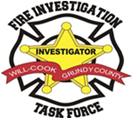 FIRE INVESTIGATION
INVESTIGATOR
WILL-COOK GRUNDY COUNTY
TASK FORCE